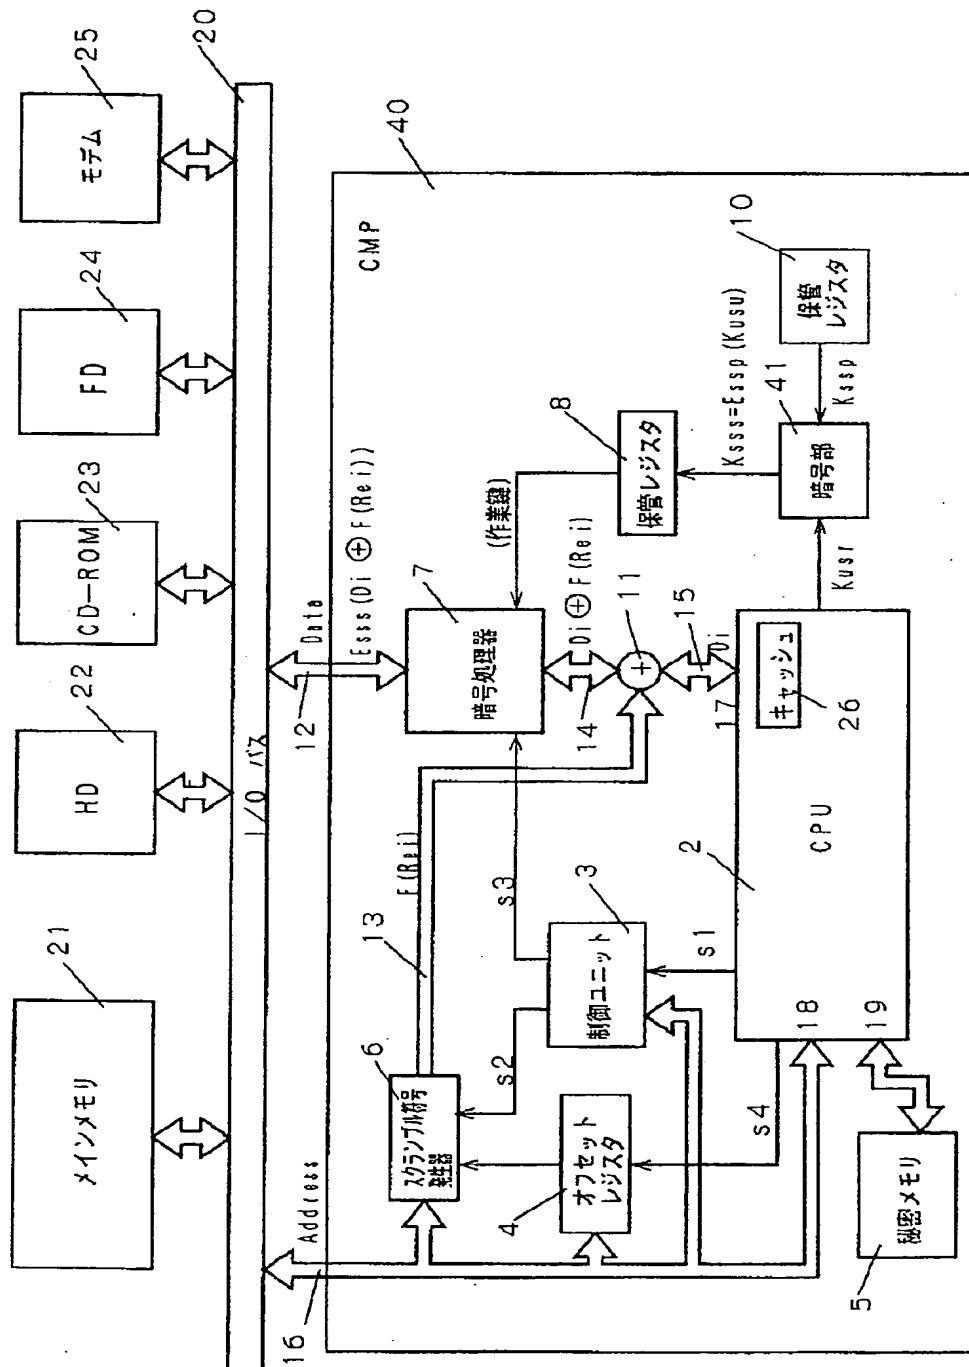 メインメモリ
21
HD
22
CD-ROM
23
FD
24
モデム
25
I/O バス
20
40
CMP
Address
16
Data
12
Esss(Di⊕F(Rei))
F(Rei)
13
スクランブル符号
発生器
6
暗号処理器
7
(作業鍵)
保管レジスタ
8
Ksss=Essp(Kusu)
保管
レジスタ
10
Kssp
暗号部
41
Kusr
Di⊕F(Rei)
14
11
15
Di
17
キャッシュ
26
CPU
2
制御ユニット
3
s1
s2
s3
s4
オフセット
レジスタ
4
18
19
秘密メモリ
5